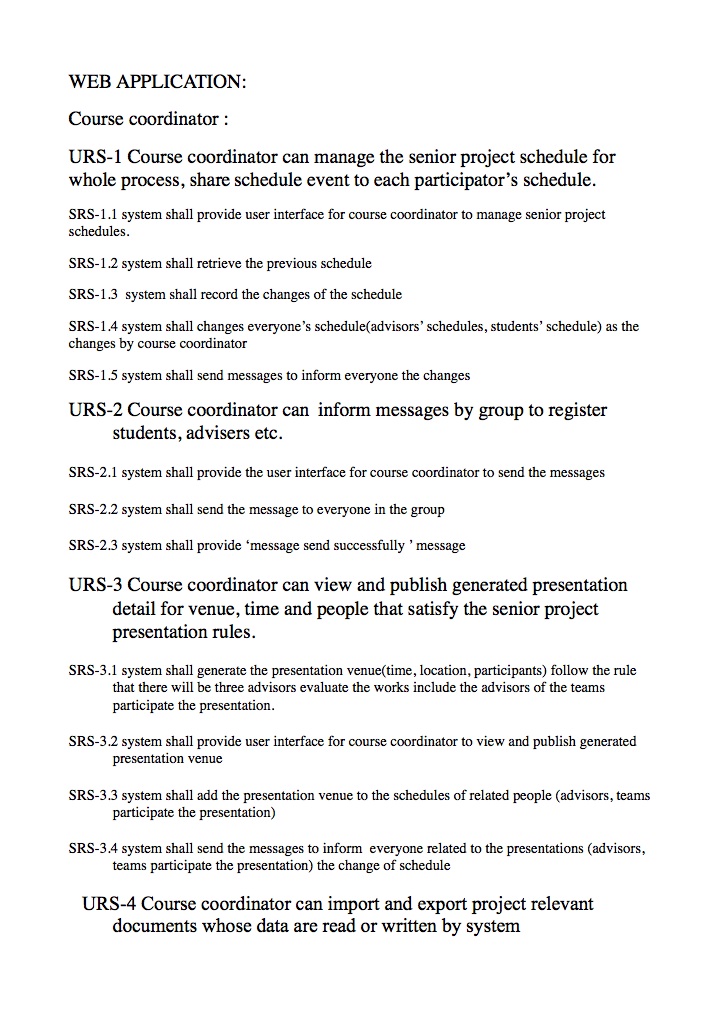 WEB APPLICATION:
Course coordinator :
URS-1 Course coordinator can manage the senior project schedule for
whole process, share schedule event to each participator’s schedule.
SRS-1.1 system shall provide user interface for course coordinator to manage senior project
schedules.
SRS-1.2 system shall retrieve the previous schedule
SRS-1.3  system shall record the changes of the schedule
SRS-1.4 system shall changes everyone’s schedule(advisors’ schedules, students’ schedule) as the
changes by course coordinator
SRS-1.5 system shall send messages to inform everyone the changes
URS-2 Course coordinator can  inform messages by group to register
students, advisers etc.
SRS-2.1 system shall provide the user interface for course coordinator to send the messages
SRS-2.2 system shall send the message to everyone in the group
SRS-2.3 system shall provide ‘message send successfully ’ message
URS-3 Course coordinator can view and publish generated presentation
detail for venue, time and people that satisfy the senior project
presentation rules.
SRS-3.1 system shall generate the presentation venue(time, location, participants) follow the rule
that there will be three advisors evaluate the works include the advisors of the teams
participate the presentation.
SRS-3.2 system shall provide user interface for course coordinator to view and publish generated
presentation venue
SRS-3.3 system shall add the presentation venue to the schedules of related people (advisors, teams
participate the presentation)
SRS-3.4 system shall send the messages to inform  everyone related to the presentations (advisors,
teams participate the presentation) the change of schedule
URS-4 Course coordinator can import and export project relevant
documents whose data are read or written by system